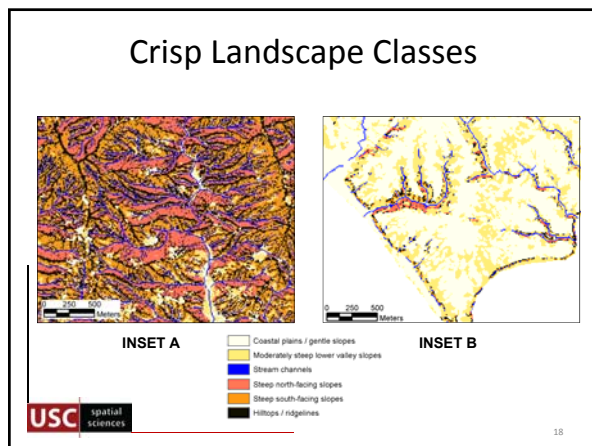 Crisp Landscape Classes
0 250 500
Meters
0 250 500
Meters
INSET A
INSET B
Coastal plains / gentle slopes
Moderately steep lower valley slopes
Stream channels
Steep north-facing slopes
Steep south-facing slopes
Hilltops / ridgelines
USC spatial
sciences
18